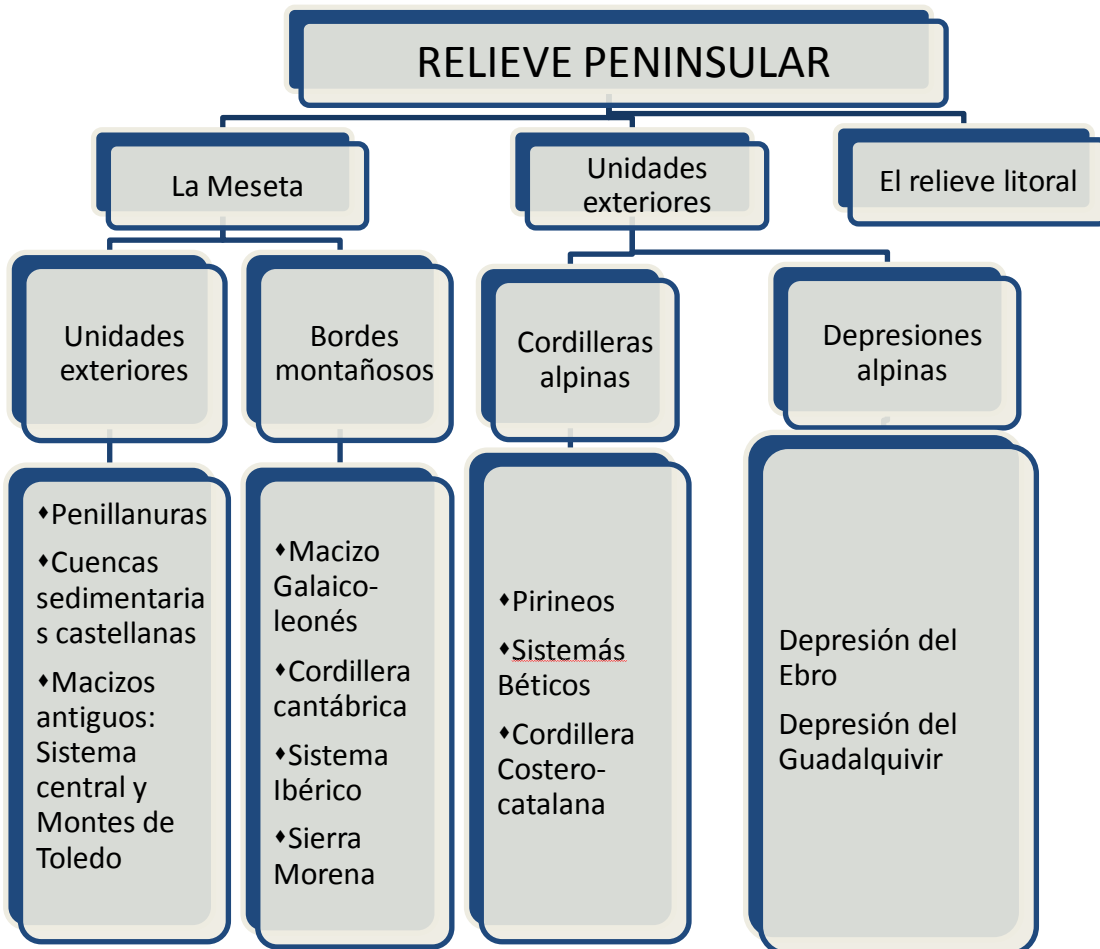 RELIEVE PENINSULAR
La Meseta
Unidades
exteriores
El relieve litoral
Unidades
exteriores
Bordes
montañosos
Cordilleras
alpinas
Depresiones
alpinas
♦Penillanuras
♦Cuencas
sedimentaria
s castellanas
♦Macizos
antiguos:
Sistema
central y
Montes de
Toledo
♦Macizo
Galaico-
leonés
♦Cordillera
cantábrica
♦Sistema
Ibérico
♦Sierra
Morena
♦Pirineos
♦Sistemás
Béticos
♦Cordillera
Costero-
catalana
Depresión del
Ebro
Depresión del
Guadalquivir